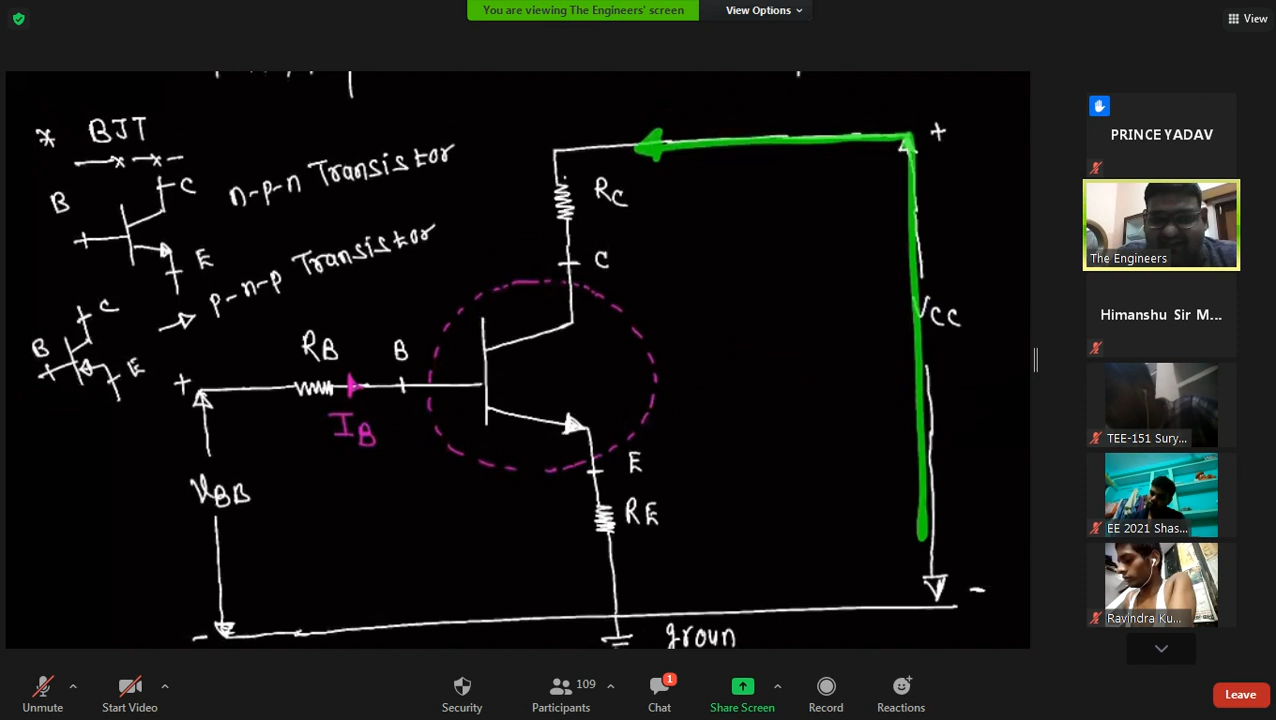 You are viewing The Engineers' screen
View Options
View
* BJT
B
C
E
n-p-n Transistor
p-n-p Transistor
B
C
E
RC
C
+
VCC
-
RB
B
+
IB
VBB
-
E
RE
groun
PRINCE YADAV
The Engineers
Himanshu Sir M...
TEE-151 Sury...
EE 2021 Shas...
Ravindra Ku...
Unmute
Start Video
Security
109
Participants
1
Chat
Share Screen
Record
Reactions
Leave